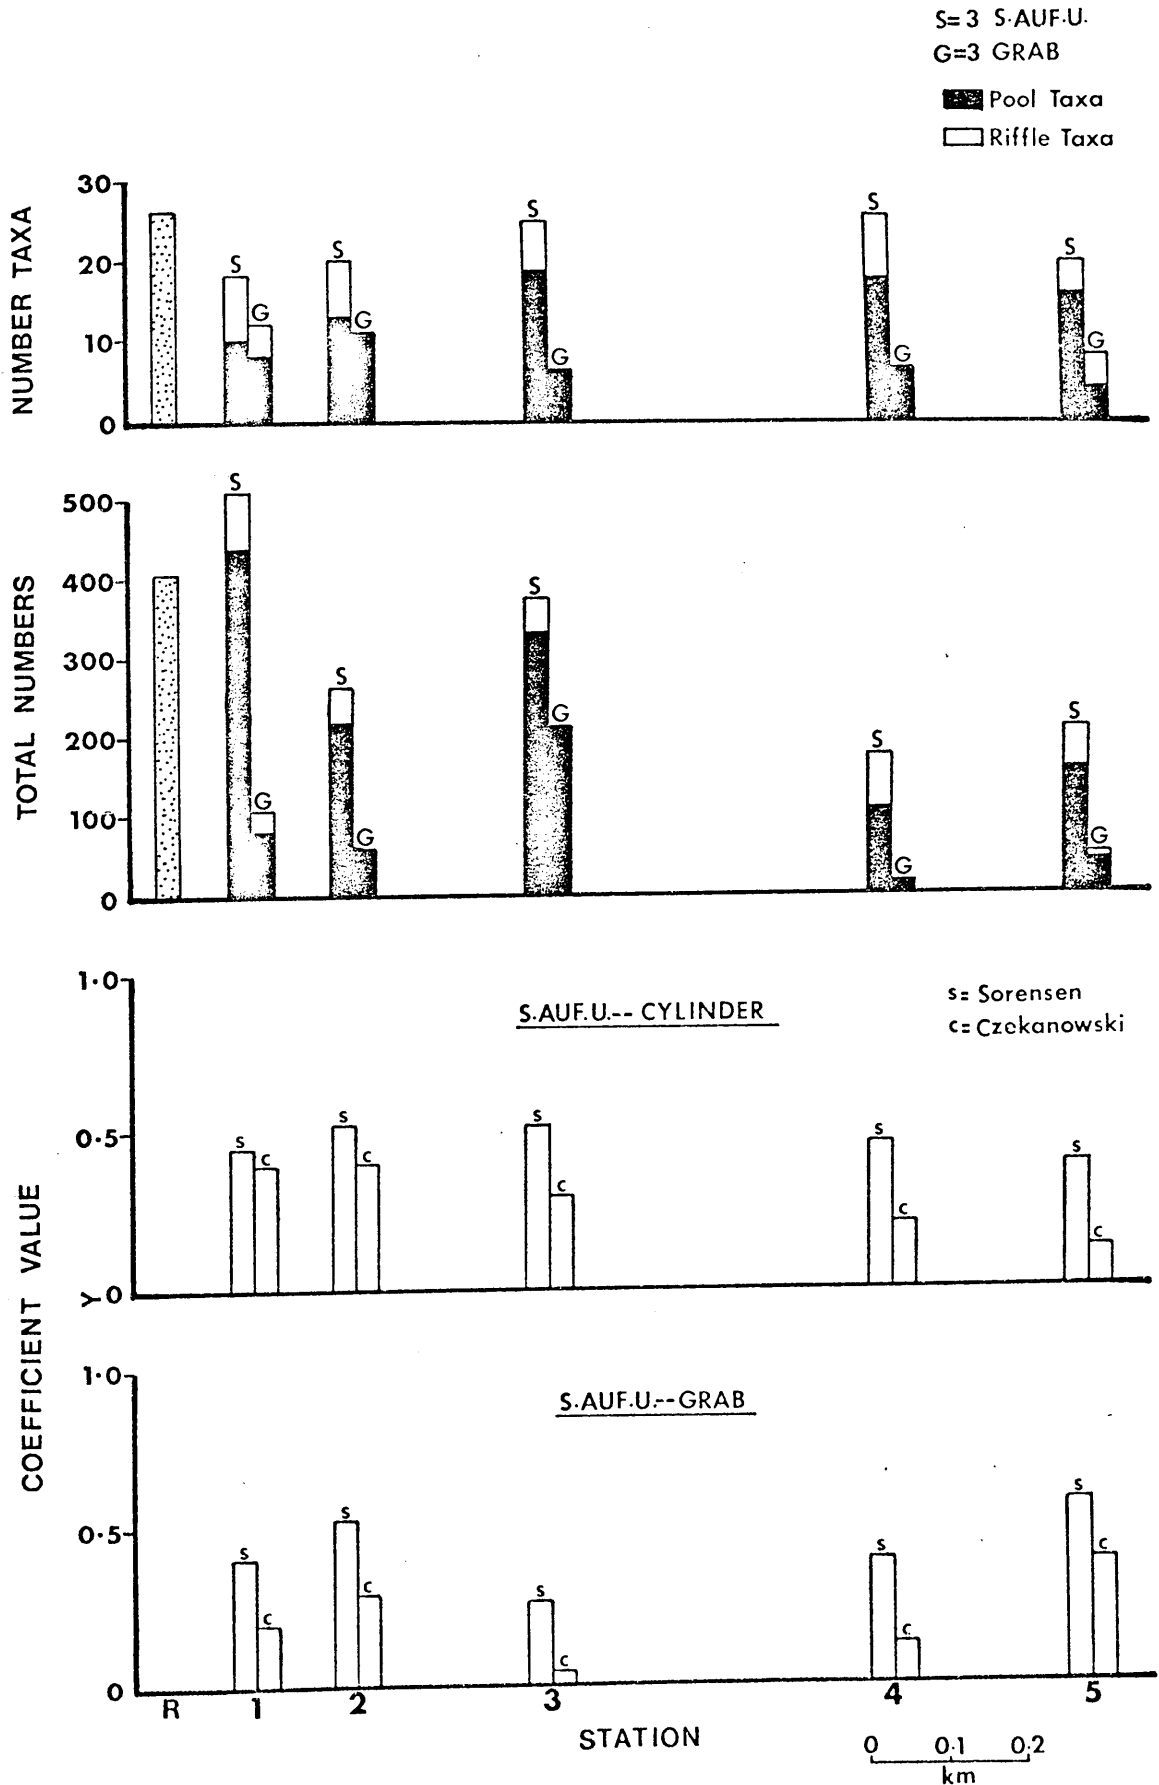 S=3 S.AUF.U.
G=3 GRAB
Pool Taxa
Riffle Taxa
NUMBER TAXA
30
20
10
0
S
G
S
G
S
G
S
G
S
G
TOTAL NUMBERS
500
400
300
200
100
0
S
G
S
G
S
G
S
G
S
G
COEFFICIENT VALUE
1·0
0·5
0
S.AUF.U.-- CYLINDER
s= Sorensen
c= Czekanowski
s
c
s
c
s
c
s
c
s
c
1·0
0·5
0
S.AUF.U.--GRAB
s
c
s
c
s
c
s
c
s
c
R 1 2 3 4 5
STATION
0 0·1 0·2
km